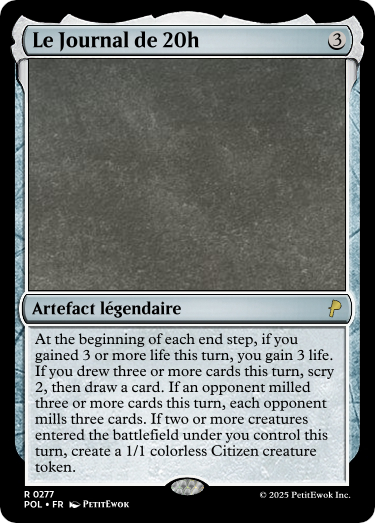 Le Journal de 20h
3
Artefact légendaire
At the beginning of each end step, if you
gained 3 or more life this turn, you gain 3 life.
If you drew three or more cards this turn, scry
2, then draw a card. If an opponent milled
three or more cards this turn, each opponent
mills three cards. If two or more creatures
entered the battlefield under you control this
turn, create a 1/1 colorless Citizen creature
token.
R 0277
POL • FR PetitEwok
© 2025 PetitEwok Inc.